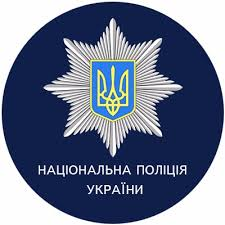 НАЦІОНАЛЬНА ПОЛІЦІЯ
УКРАЇНИ